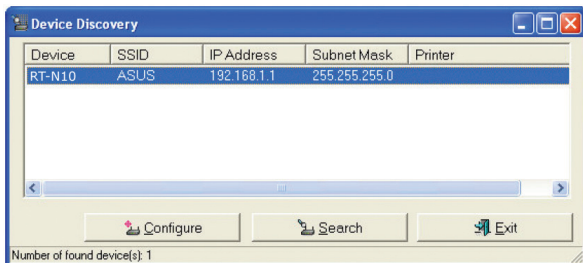 Device Discovery
Device SSID IP Address Subnet Mask Printer
RT-N10 ASUS 192.168.1.1 255.255.255.0
Configure Search Exit
Number of found device(s): 1